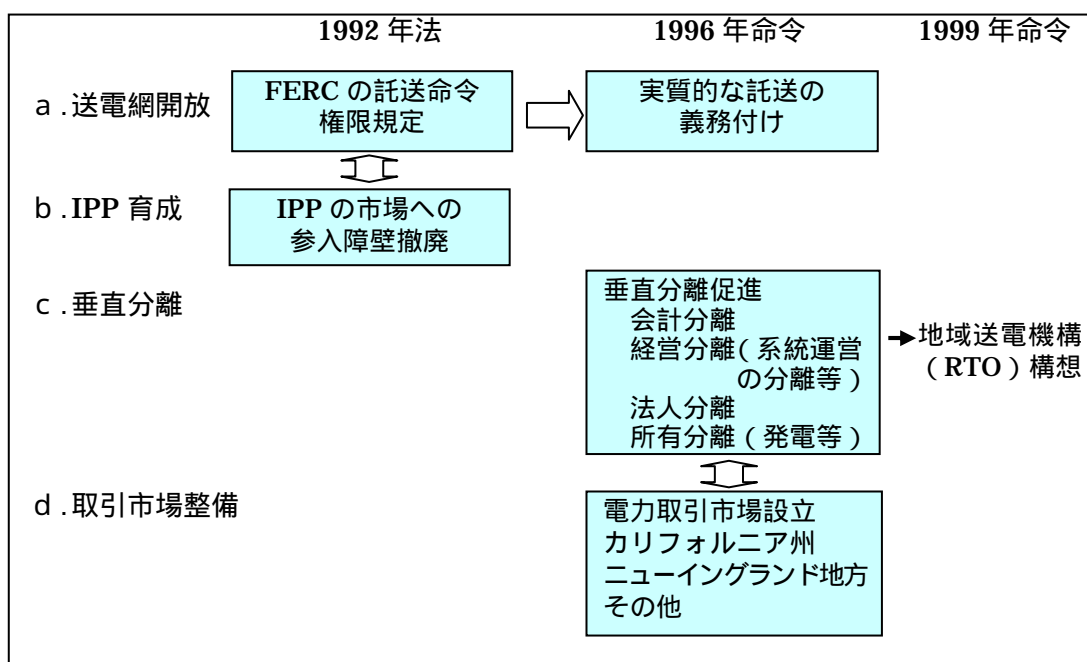 1992 年法 1996 年命令 1999 年命令
a .送電網開放
FERC の託送命令
権限規定
実質的な託送の
義務付け
b .IPP 育成
IPP の市場への
参入障壁撤廃
c .垂直分離
垂直分離促進
会計分離
経営分離( 系統運営
の分離等 )
法人分離
所有分離 ( 発電等 )
地域送電機構
( RTO ) 構想
d .取引市場整備
電力取引市場設立
カリフォルニア州
ニューイングランド地方
その他